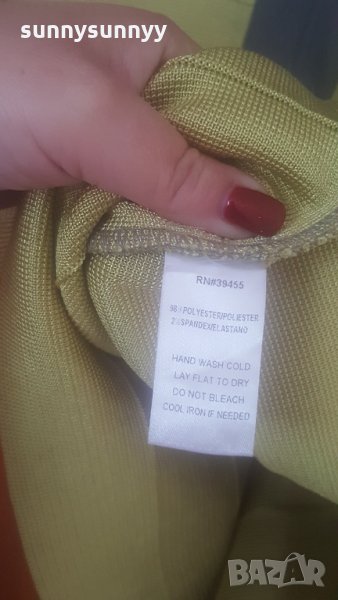 sunnysunnyy
RN#39455
98%POLYESTER/POLIESTER
2%SPANDEX/ELASTANO
HAND WASH COLD
LAY FLAT TO DRY
DO NOT BLEACH
COOL IRON IF NEEDED
BAZAR